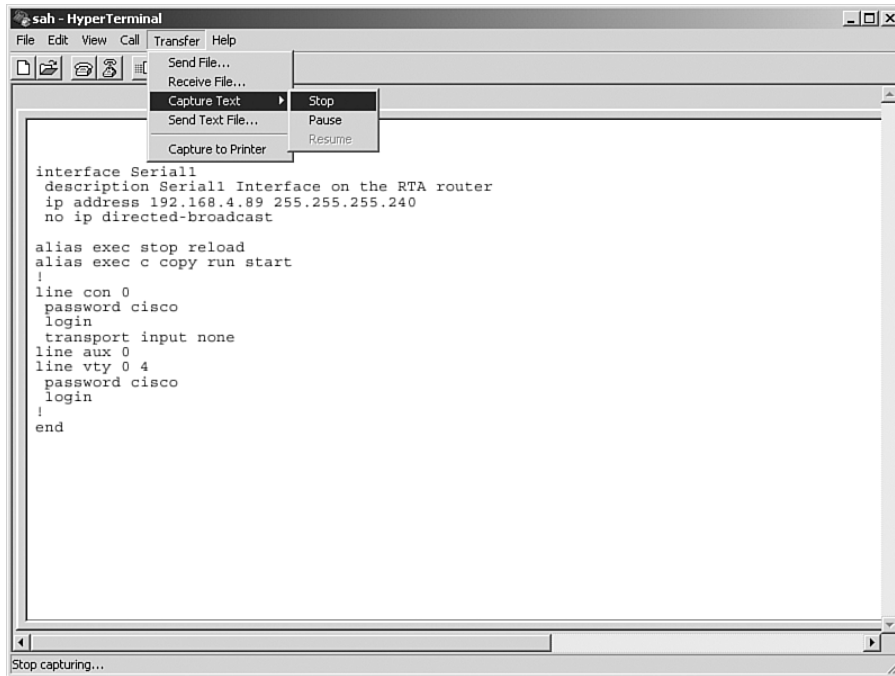 sah - HyperTerminal
File Edit View Call Transfer Help
Send File...
Receive File...
Capture Text
Send Text File...
Capture to Printer
Stop
Pause
Resume
interface Serial1
description Serial1 Interface on the RTA router
ip address 192.168.4.89 255.255.255.240
no ip directed-broadcast
alias exec stop reload
alias exec c copy run start
!
line con 0
password cisco
login
transport input none
line aux 0
line vty 0 4
password cisco
login
!
end
Stop capturing...